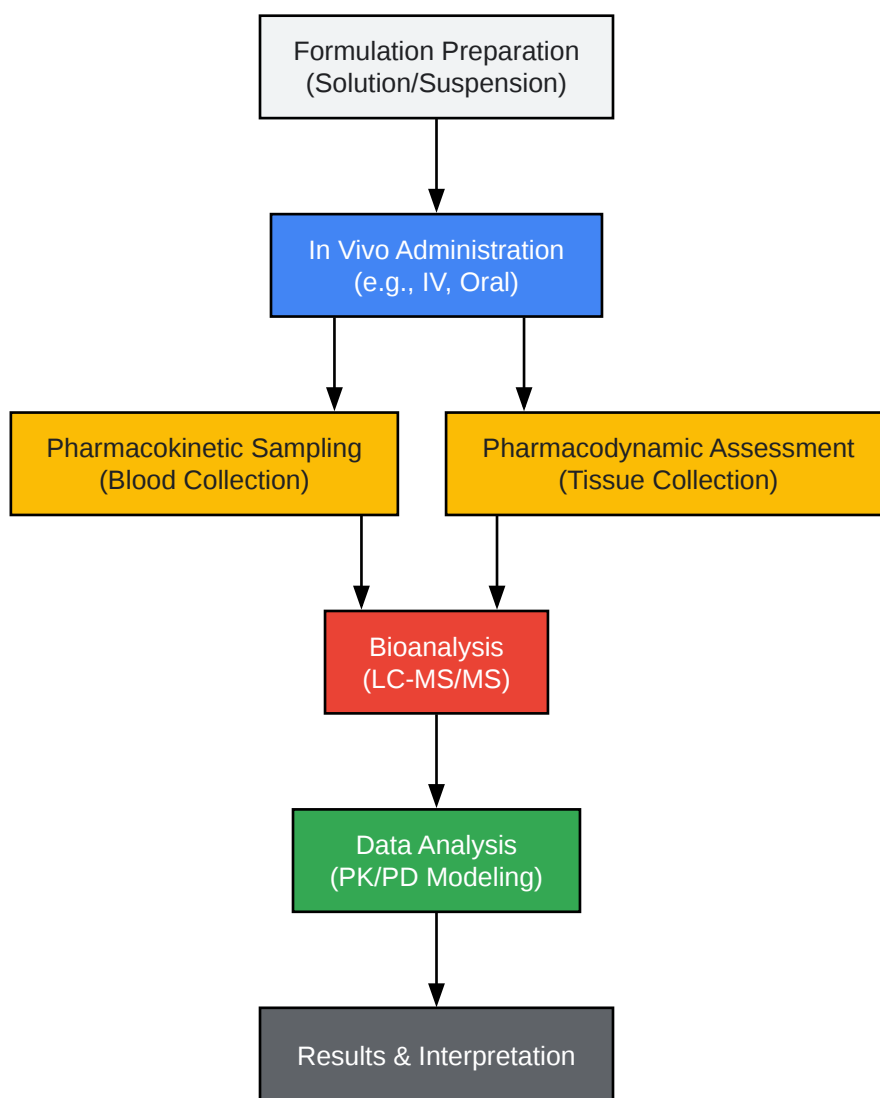 Formulation Preparation
(Solution/Suspension)
In Vivo Administration
(e.g., IV, Oral)
Pharmacokinetic Sampling
(Blood Collection)
Pharmacodynamic Assessment
(Tissue Collection)
Bioanalysis
(LC-MS/MS)
Data Analysis
(PK/PD Modeling)
Results & Interpretation